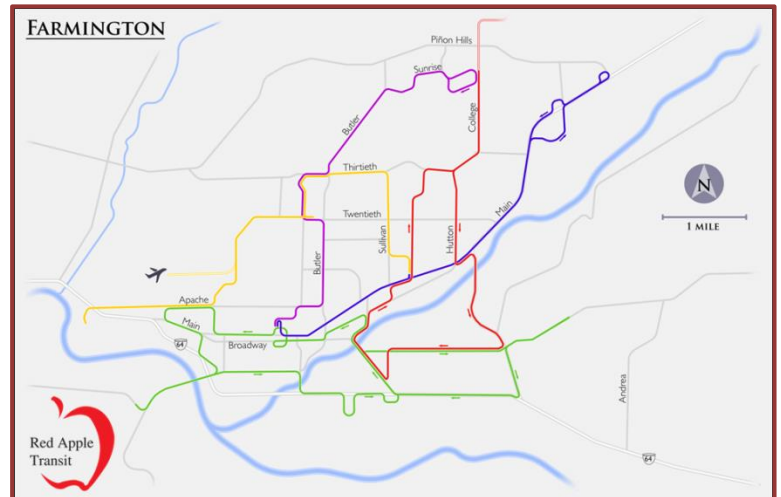 FARMINGTON
Piñon Hills
Sunrise
Butler
College
Thirtieth
Main
Twentieth
Sullivan
Hutton
Butler
N
1 MILE
Apache
Main
Broadway
64
Andrea
64
Red Apple
Transit